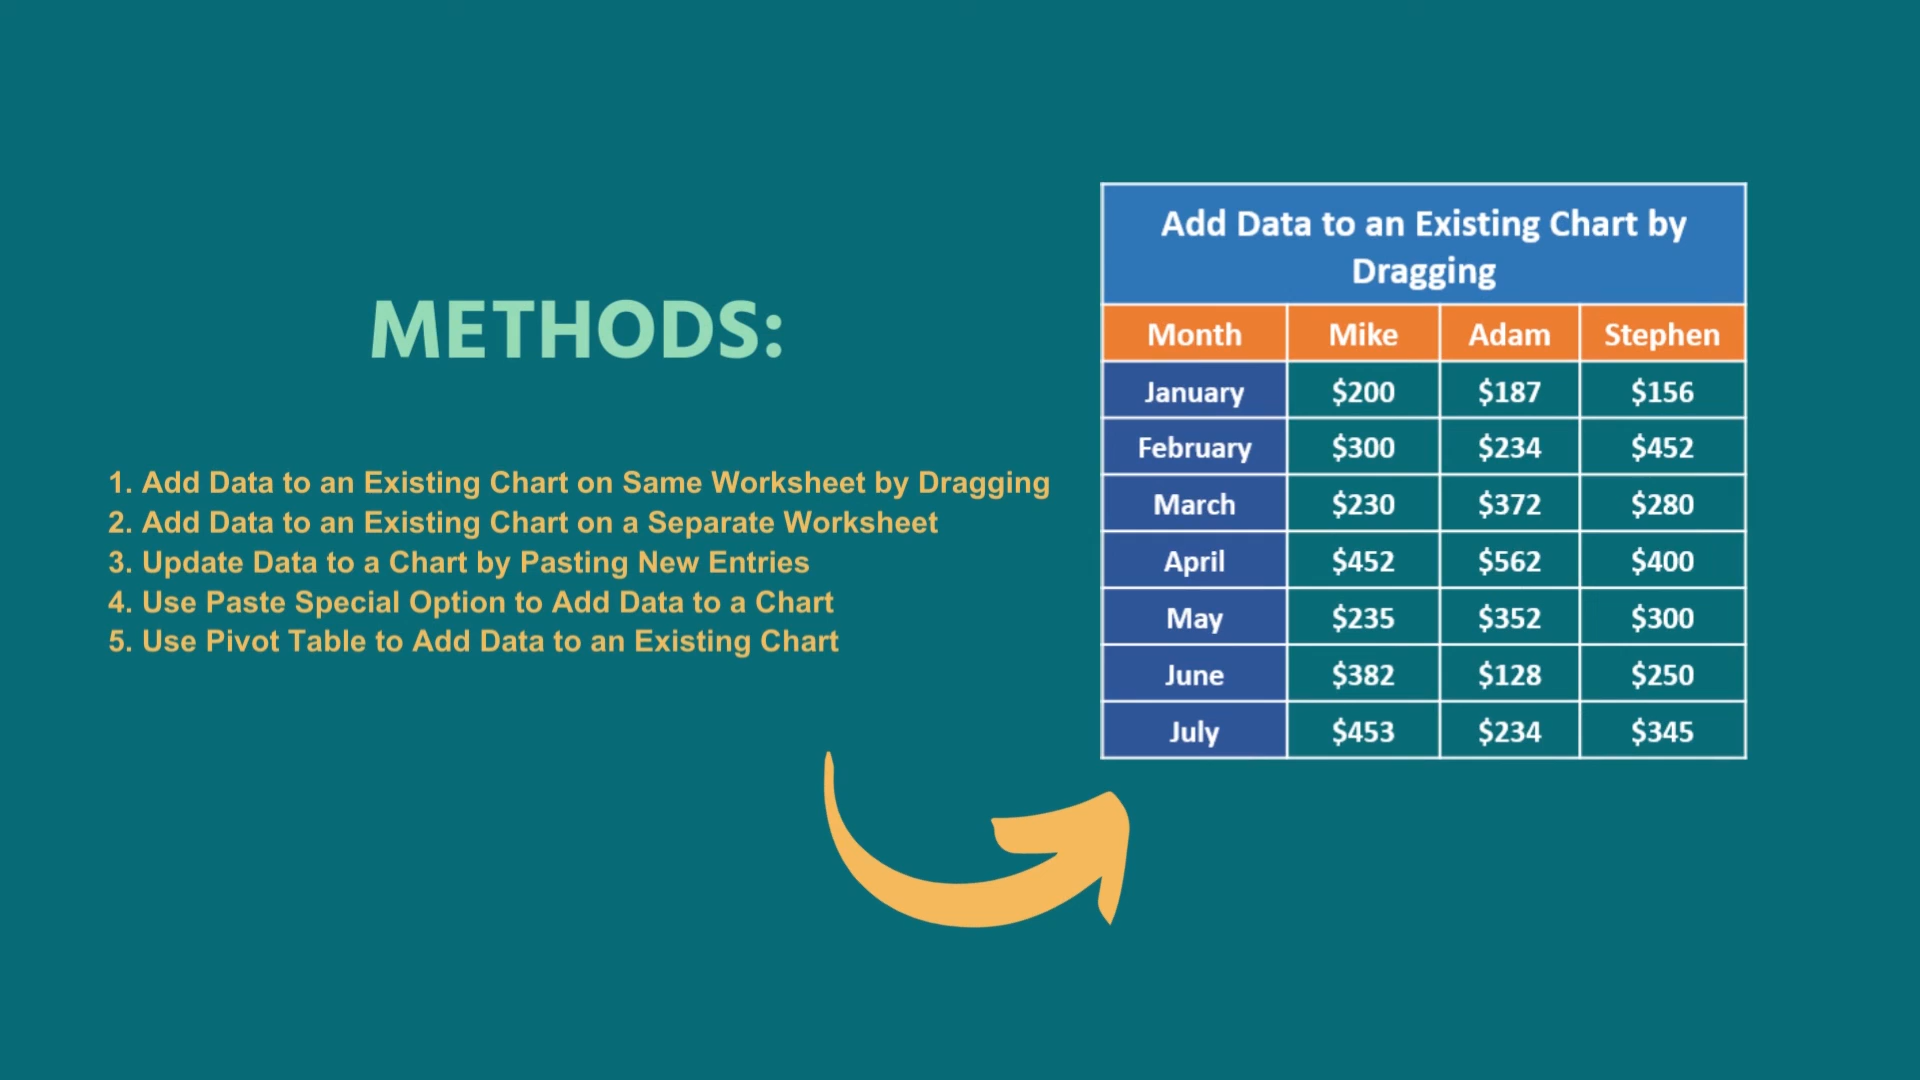 METHODS:
1. Add Data to an Existing Chart on Same Worksheet by Dragging
2. Add Data to an Existing Chart on a Separate Worksheet
3. Update Data to a Chart by Pasting New Entries
4. Use Paste Special Option to Add Data to a Chart
5. Use Pivot Table to Add Data to an Existing Chart
Add Data to an Existing Chart by
Dragging
Month Mike Adam Stephen
January $200 $187 $156
February $300 $234 $452
March $230 $372 $280
April $452 $562 $400
May $235 $352 $300
June $382 $128 $250
July $453 $234 $345